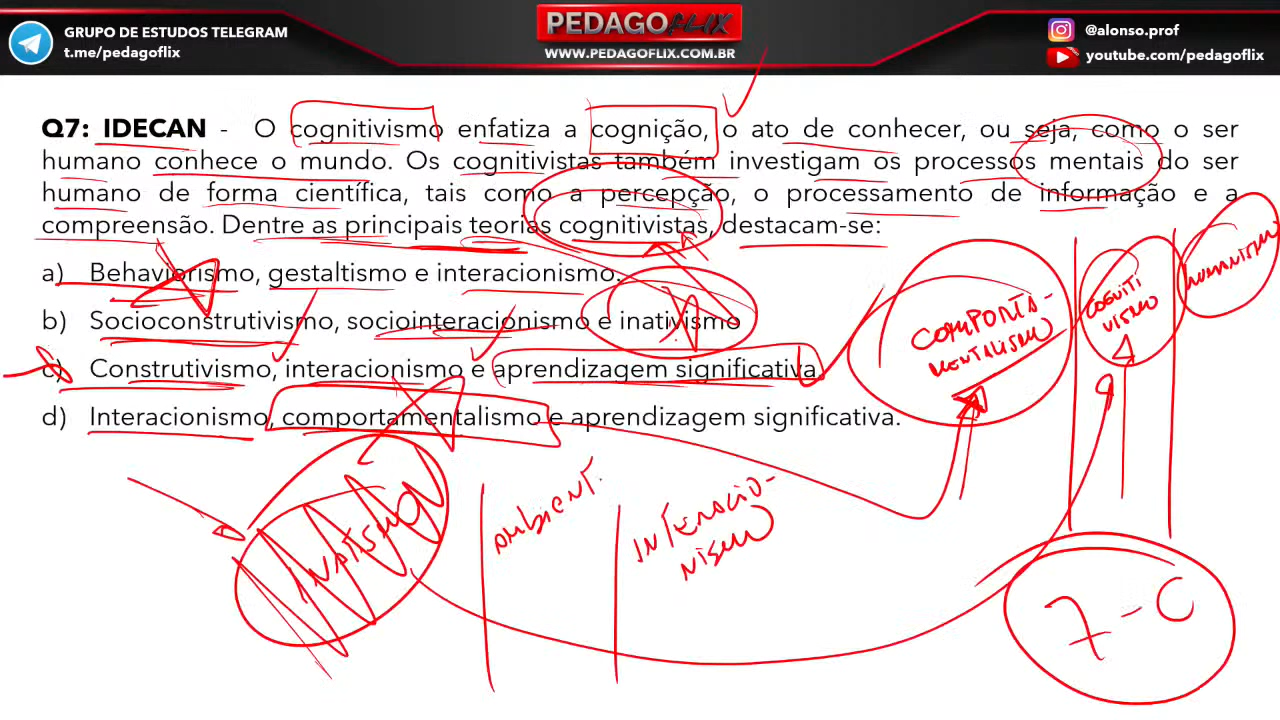 GRUPO DE ESTUDOS TELEGRAM
t.me/pedagoflix
PEDAGOFLIX
WWW.PEDAGOFLIX.COM.BR
@alonso.prof
youtube.com/pedagoflix
Q7: IDECAN - O cognitivismo enfatiza a cognição, o ato de conhecer, ou seja, como o ser
humano conhece o mundo. Os cognitivistas também investigam os processos mentais do ser
humano de forma científica, tais como a percepção, o processamento de informação e a
compreensão. Dentre as principais teorias cognitivistas, destacam-se:
a) Behaviorismo, gestaltismo e interacionismo.
b) Socioconstrutivismo, sociointeracionismo e inativismo
c) Construtivismo, interacionismo e aprendizagem significativa.
d) Interacionismo, comportamentalismo e aprendizagem significativa.
COMPORTA-
MENTALISMO
COGNITI
VISMO
HUMANISMO
INATISMO
AMBIENT.
INTERACIO-
NISMO
7-C